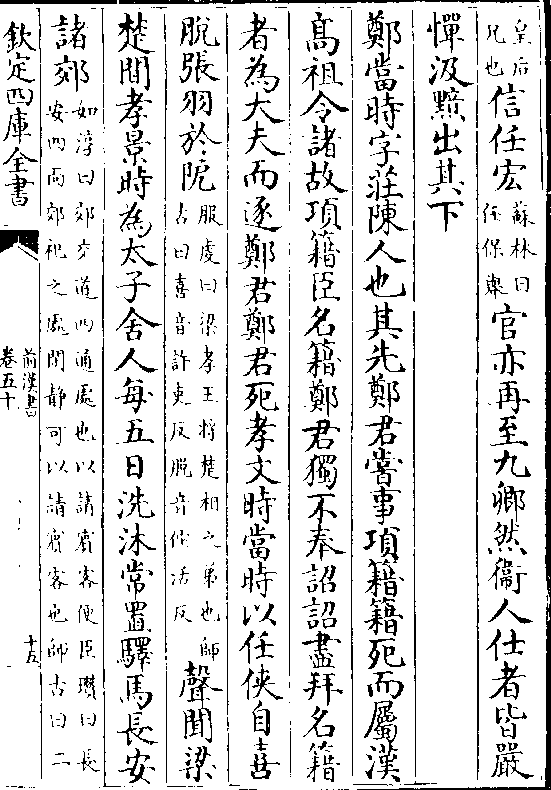 皇后兄也信任宏蘇林曰任保舉官亦再至九卿然衞人仕者皆嚴
憚汲黯出其下
鄭當時字莊陳人也其先鄭君嘗事項籍籍死而屬漢
髙祖令諸故項籍臣名籍鄭君獨不奉詔詔盡拜名籍
者為大夫而逐鄭君鄭君死孝文時當時以任俠自喜
脫張羽於阸服虔曰梁孝王將楚相之弟也師古曰喜音許吏反脫音佗活反聲聞梁
楚間孝景時為太子舍人每五日洗沐常置驛馬長安
諸郊如淳曰郊交道四通處也以請賓客便臣瓚曰長安四面郊祀之處閒静可以請賓客也師古曰二
欽定四庫全書
前漢書
卷五十
十五